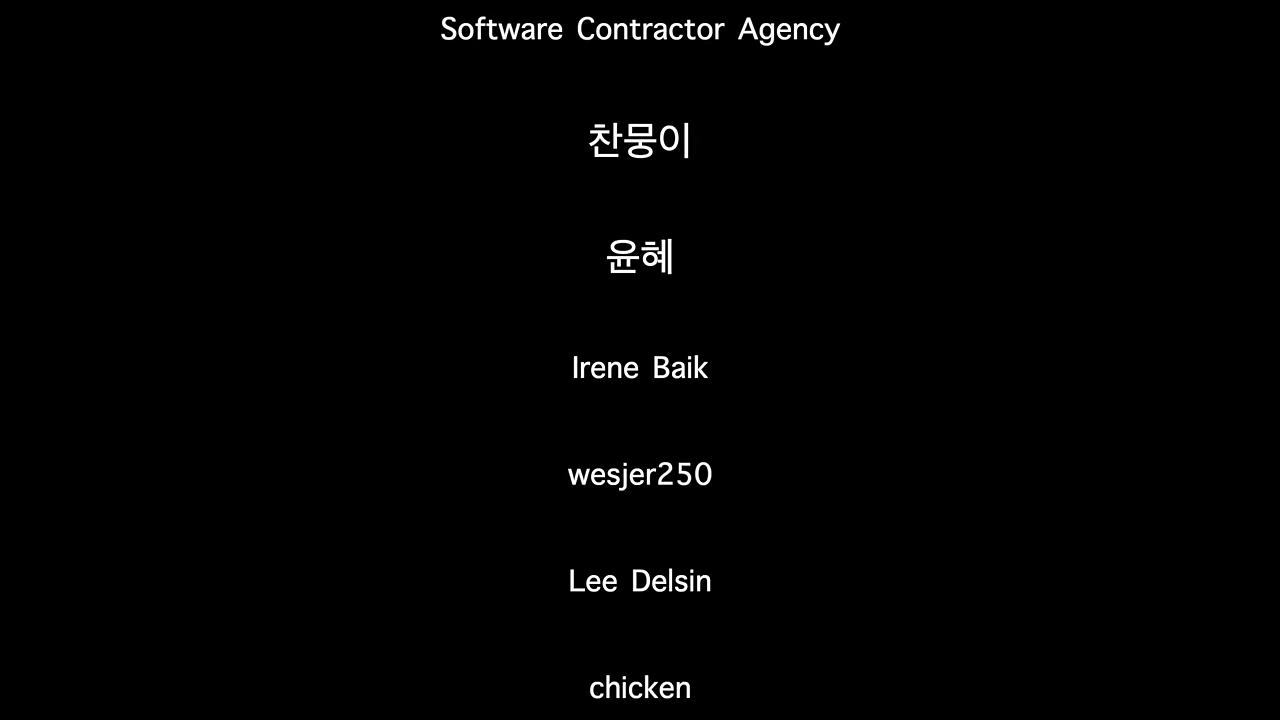 Software Contractor Agency
찬뭉이
윤혜
Irene Baik
wesjer250
Lee Delsin
chicken